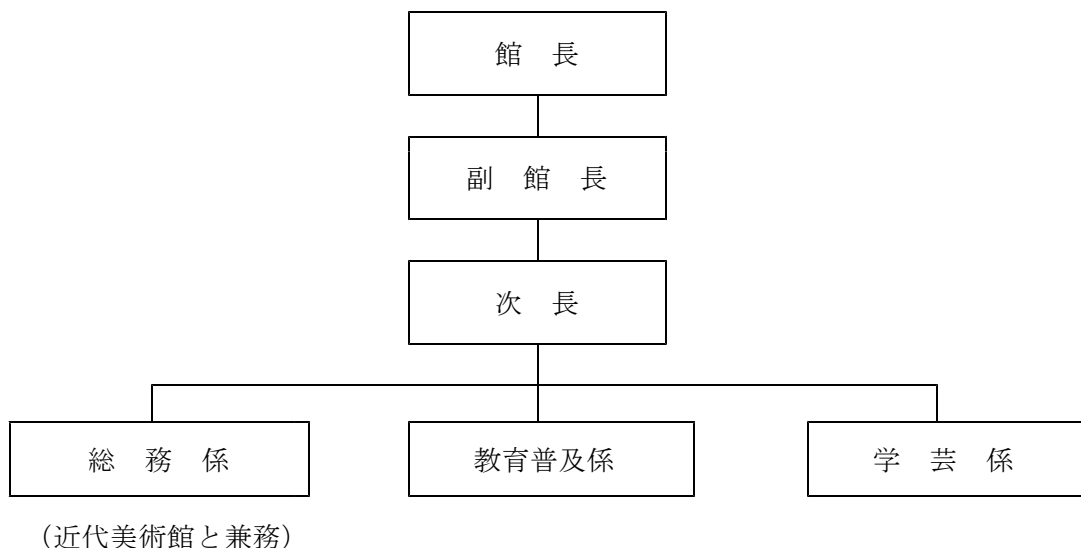 館　長
副　館　長
次　長
総　務　係
教育普及係
学　芸　係
（近代美術館と兼務）